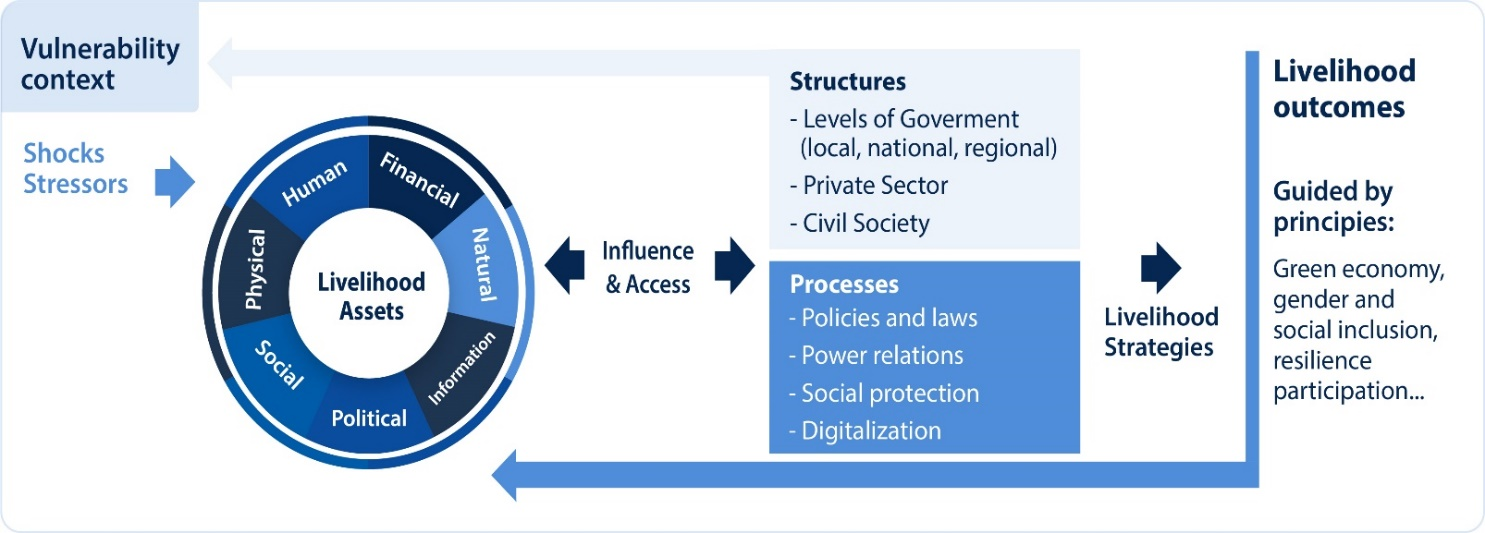 Vulnerability
context
Shocks
Stressors
Human
Financial
Natural
Information
Political
Social
Physical
Livelihood
Assets
Influence
& Access
Structures
- Levels of Goverment
(local, national, regional)
- Private Sector
- Civil Society
Processes
- Policies and laws
- Power relations
- Social protection
- Digitalization
Livelihood
Strategies
Livelihood
outcomes
Guided by
principies:
Green economy,
gender and
social inclusion,
resilience
participation...